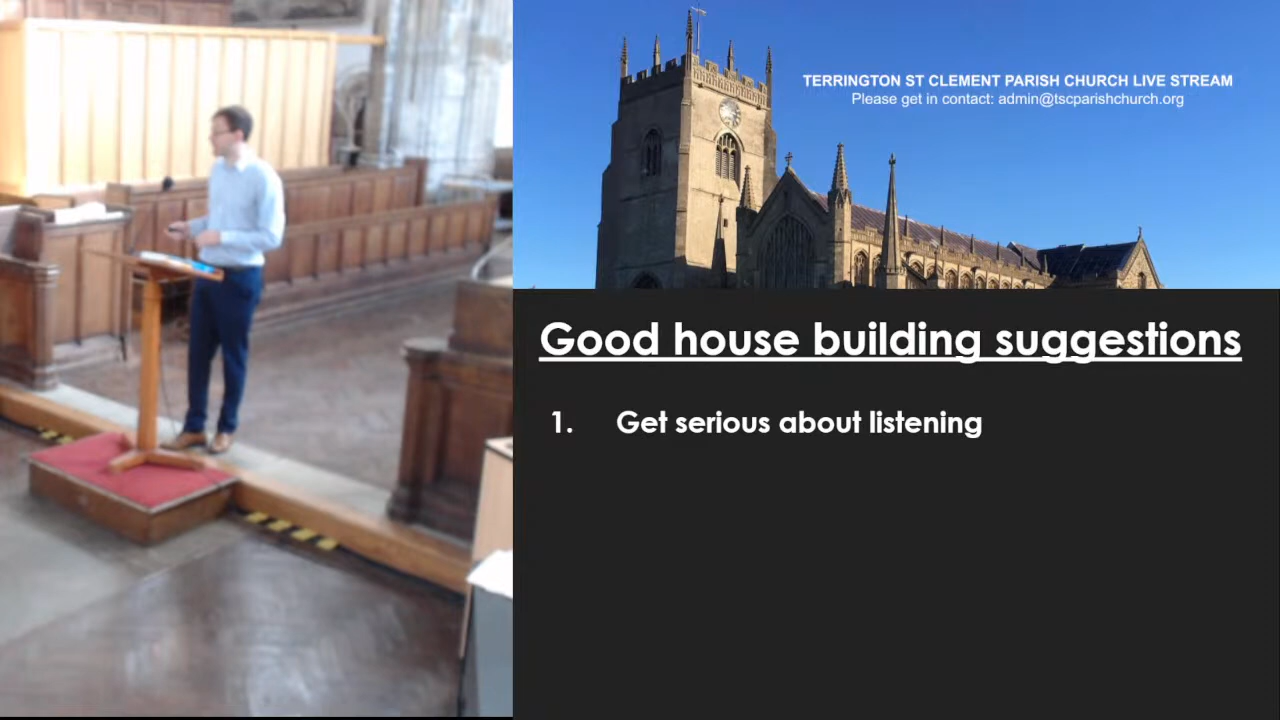 TERRINGTON ST CLEMENT PARISH CHURCH LIVE STREAM
Please get in contact: admin@tscparishchurch.org
Good house building suggestions
1. Get serious about listening